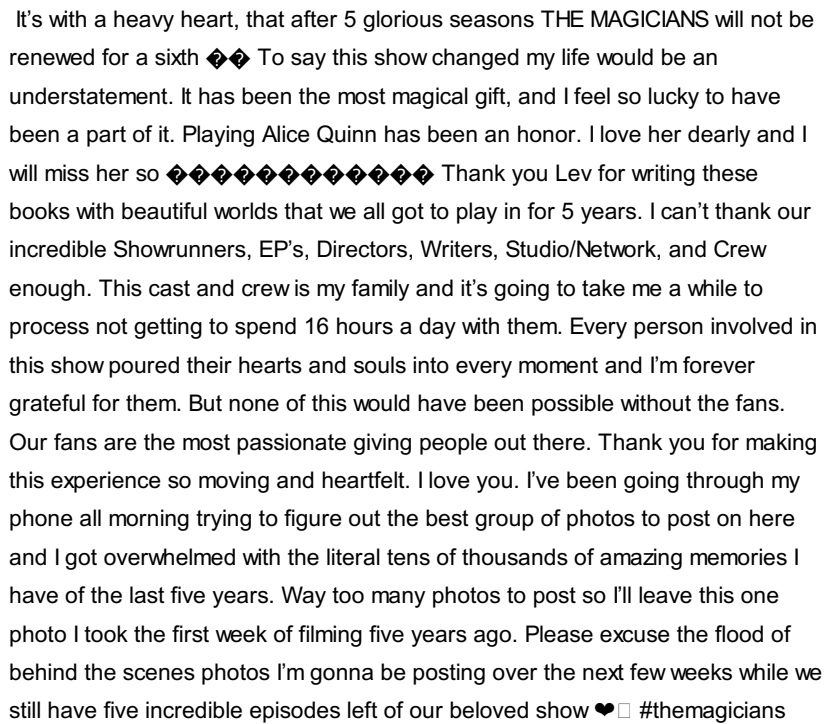 It’s with a heavy heart, that after 5 glorious seasons THE MAGICIANS will not be
renewed for a sixth �� To say this show changed my life would be an
understatement. It has been the most magical gift, and I feel so lucky to have
been a part of it. Playing Alice Quinn has been an honor. I love her dearly and I
will miss her so ������������ Thank you Lev for writing these
books with beautiful worlds that we all got to play in for 5 years. I can’t thank our
incredible Showrunners, EP’s, Directors, Writers, Studio/Network, and Crew
enough. This cast and crew is my family and it’s going to take me a while to
process not getting to spend 16 hours a day with them. Every person involved in
this show poured their hearts and souls into every moment and I’m forever
grateful for them. But none of this would have been possible without the fans.
Our fans are the most passionate giving people out there. Thank you for making
this experience so moving and heartfelt. I love you. I’ve been going through my
phone all morning trying to figure out the best group of photos to post on here
and I got overwhelmed with the literal tens of thousands of amazing memories I
have of the last five years. Way too many photos to post so I’ll leave this one
photo I took the first week of filming five years ago. Please excuse the flood of
behind the scenes photos I’m gonna be posting over the next few weeks while we
still have five incredible episodes left of our beloved show ❤□ #themagicians